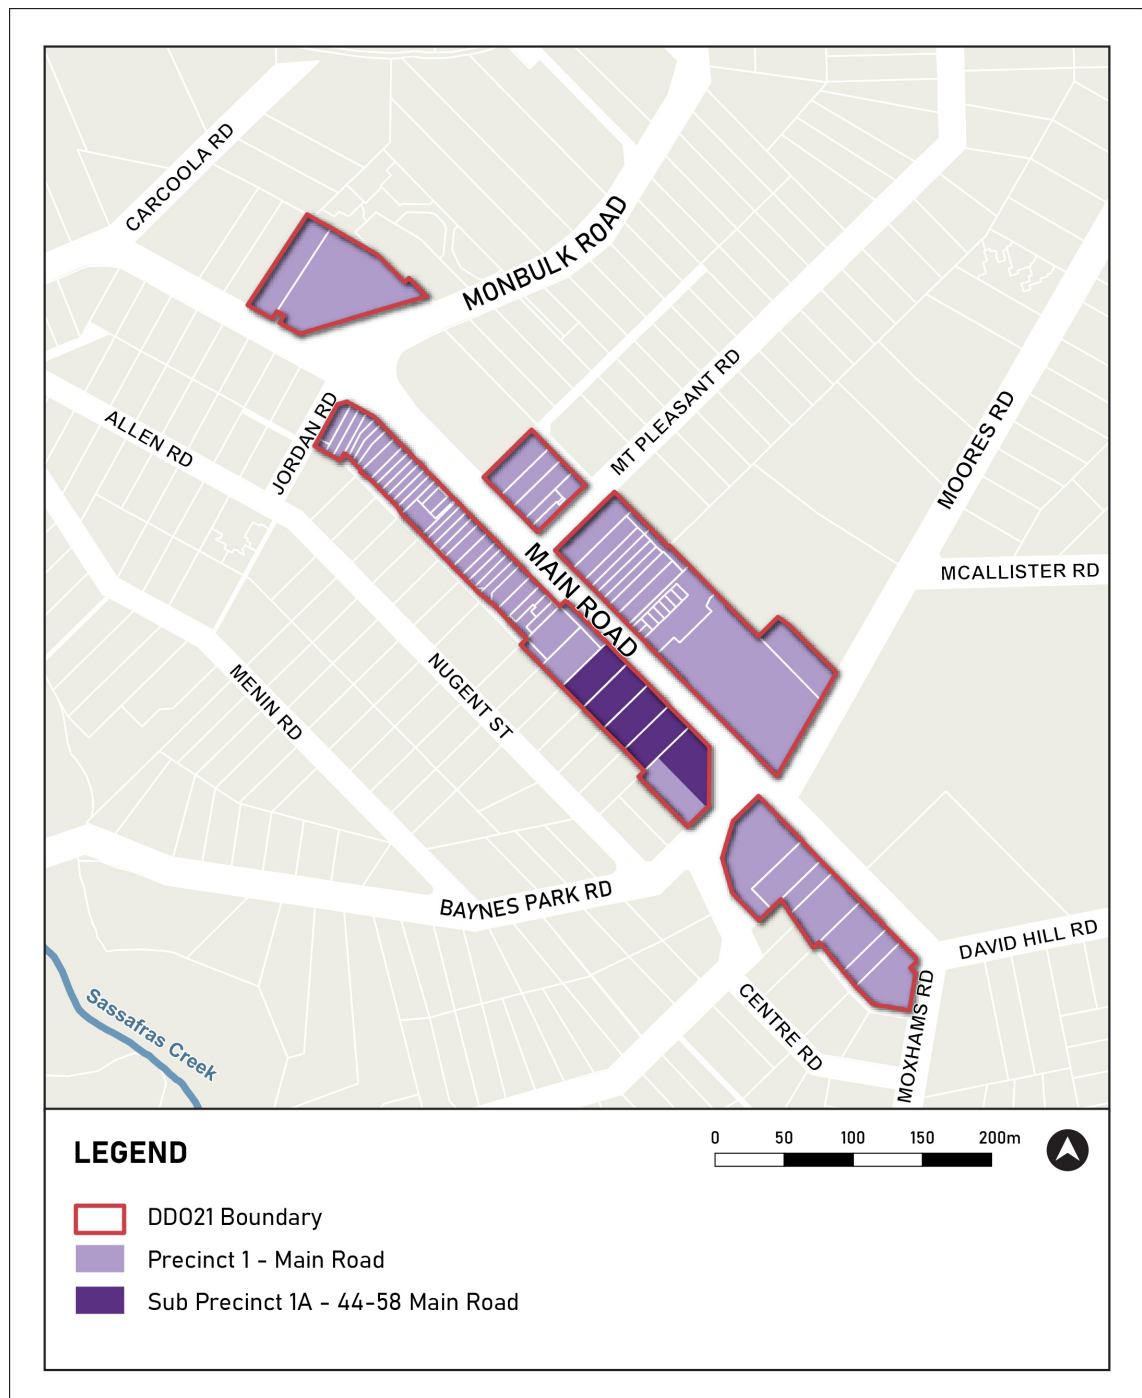 CARCOOLA RD
MONBULK ROAD
MT PLEASANT RD
MOORES RD
ALLEN RD
JORDAN RD
MAIN ROAD
MCALLISTER RD
NUGENT ST
MENIN RD
BAYNES PARK RD
DAVID HILL RD
CENTRE RD
MOXHAMS RD
Sassafras Creek
LEGEND
0 50 100 150 200m
DDO21 Boundary
Precinct 1 - Main Road
Sub Precinct 1A - 44-58 Main Road